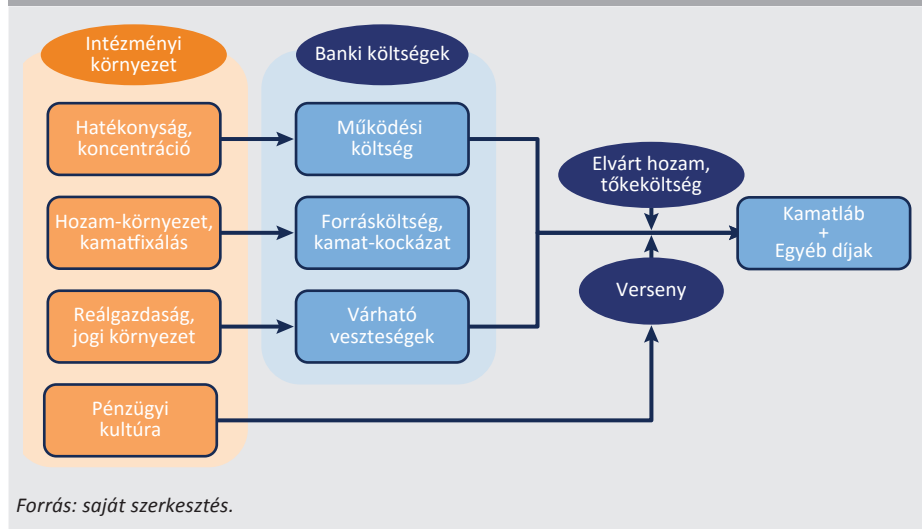 Intézményi
környezet
Banki költségek
Hatékonyság,
koncentráció
Működési
költség
Elvárt hozam,
tőkeköltség
Hozam-környezet,
kamatfixálás
Forrásköltség,
kamat-kockázat
Kamatláb
+
Egyéb díjak
Reálgazdaság,
jogi környezet
Várható
veszteségek
Verseny
Pénzügyi
kultúra
Forrás: saját szerkesztés.